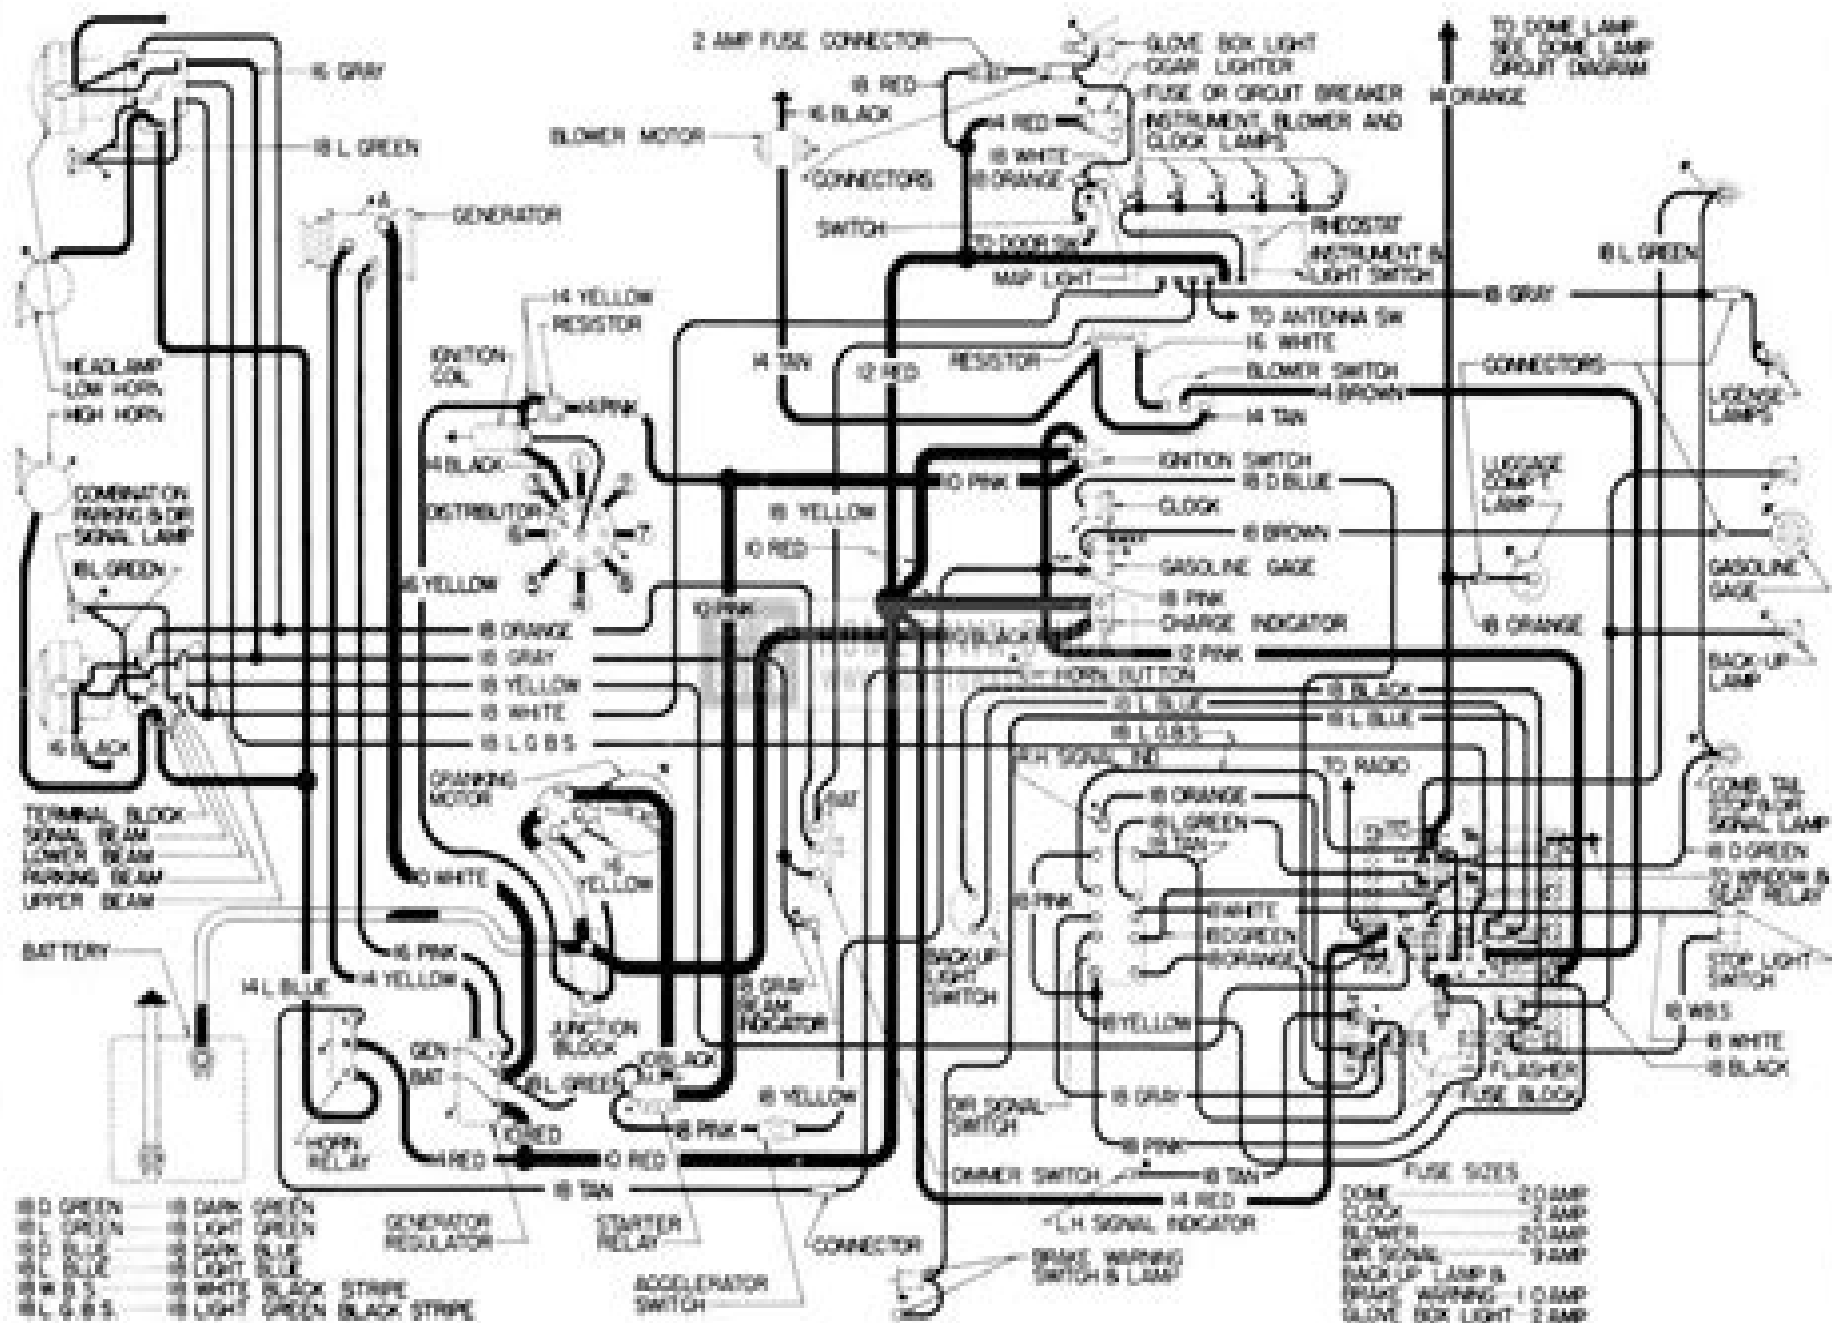 2 AMP FUSE CONNECTOR
GLOVE BOX LIGHT
CIGAR LIGHTER
FUSE OR CIRCUIT BREAKER
INSTRUMENT, BLOWER AND
CLOCK LAMPS
TO DOME LAMP
SEE DOME LAMP
CIRCUIT DIAGRAM
14 ORANGE
16 GRAY
18 L GREEN
18 RED
16 BLACK
BLOWER MOTOR
14 RED
18 WHITE
18 ORANGE
CONNECTORS
GENERATOR
SWITCH
TO DOOR SW
MAP LIGHT
RHEOSTAT
INSTRUMENT &
LIGHT SWITCH
18 L GREEN
18 GRAY
14 YELLOW
RESISTOR
TO ANTENNA SW
16 WHITE
IGNITION
COIL
14 TAN
12 RED
RESISTOR
BLOWER SWITCH
14 BROWN
14 TAN
CONNECTORS
LICENSE
LAMPS
HEADLAMP
LOW HORN
HIGH HORN
14 PINK
14 BLACK
IGNITION SWITCH
10 PINK
18 D BLUE
LUGGAGE
COMP'T
LAMP
COMBINATION
PARKING & DIR
SIGNAL LAMP
DISTRIBUTOR
2
7
8
4
5
6
3
18 YELLOW
CLOCK
18 BROWN
10 RED
18 L GREEN
16 YELLOW
GASOLINE GAGE
GASOLINE
GAGE
18 PINK
10 PINK
18 ORANGE
10 BLACK
CHARGE INDICATOR
18 ORANGE
12 PINK
BACK-UP
LAMP
18 GRAY
18 YELLOW
18 WHITE
HORN BUTTON
18 BLACK
18 L BLUE
18 L BLUE
16 BLACK
18 L G B S
18 L G B S
R.H SIGNAL IND
TO RADIO
CRANKING
MOTOR
BAT
18 ORANGE
COMB. TAIL
STOP & DIR
SIGNAL LAMP
TERMINAL BLOCK
SIGNAL BEAM
LOWER BEAM
PARKING BEAM
UPPER BEAM
18 L GREEN
18 TAN
18 D GREEN
TO WINDOW &
SEAT RELAY
10 WHITE
16
YELLOW
18 PINK
18 WHITE
18 D GREEN
18 ORANGE
BATTERY
16 PINK
14 YELLOW
14 L BLUE
BACK UP
LIGHT
SWITCH
STOP LIGHT
SWITCH
18 GRAY
BEAM
INDICATOR
JUNCTION
BLOCK
18 YELLOW
18 W.B.S
18 WHITE
18 BLACK
GEN
BAT
10 BLACK
18 L GREEN
18 YELLOW
FLASHER
FUSE BLOCK
DIR SIGNAL
SWITCH
18 GRAY
10 RED
18 PINK
18 PINK
HORN
RELAY
14 RED
10 RED
18 TAN
DIMMER SWITCH
18 TAN
14 RED
L H SIGNAL INDICATOR
GENERATOR
REGULATOR
STARTER
RELAY
CONNECTOR
ACCELERATOR
SWITCH
BRAKE WARNING
SWITCH & LAMP
18 D GREEN 18 DARK GREEN
18 L GREEN 18 LIGHT GREEN
18 D BLUE 18 DARK BLUE
18 L BLUE 18 LIGHT BLUE
18 W.B.S 18 WHITE BLACK STRIPE
18 L G B S 18 LIGHT GREEN BLACK STRIPE
FUSE SIZES
DOME 20 AMP
CLOCK 2 AMP
BLOWER 20 AMP
DIR. SIGNAL 9 AMP
BACK UP LAMP &
BRAKE WARNING 10 AMP
GLOVE BOX LIGHT 2 AMP